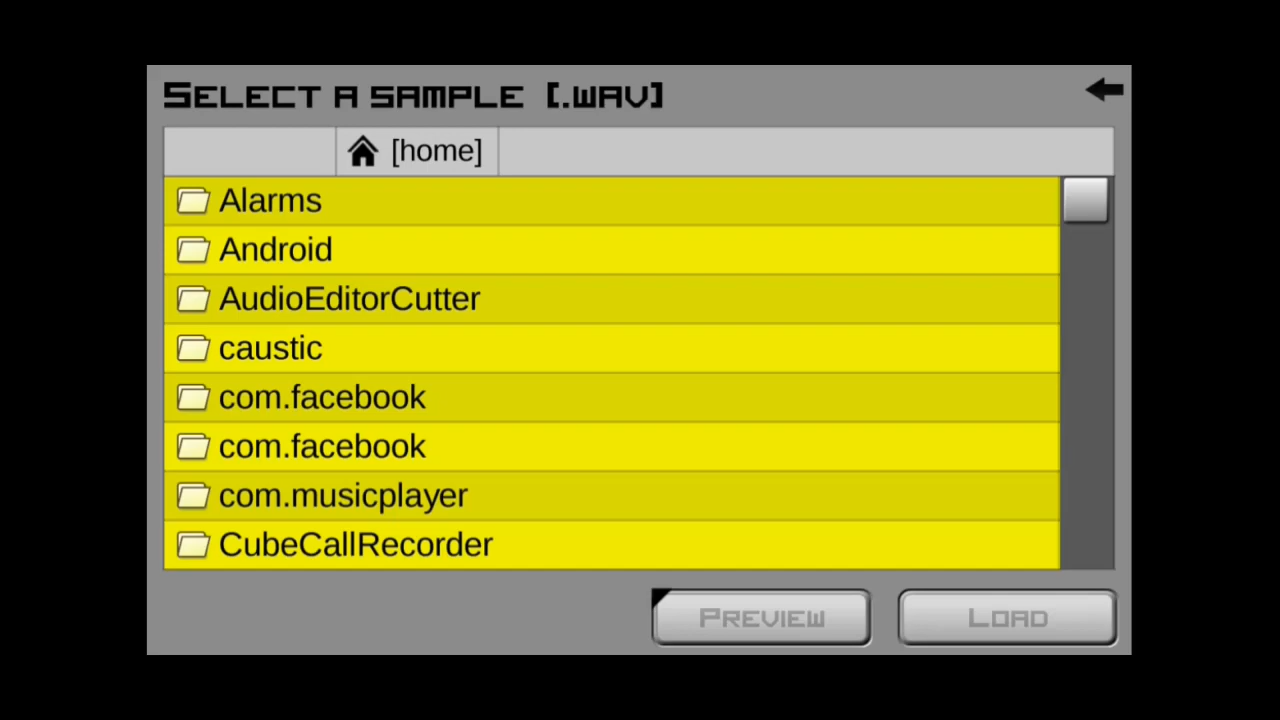 SELECT A SAMPLE [.WAV]
[home]
Alarms
Android
AudioEditorCutter
caustic
com.facebook
com.facebook
com.musicplayer
CubeCallRecorder
PREVIEW
LOAD